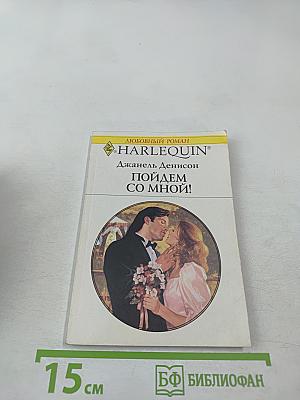 ЛЮБОВНЫЙ РОМАН
HARLEQUIN®
Джанель Денисон
ПОЙДЕМ
СО МНОЙ!
15 см
БФ БИБЛИОФАН